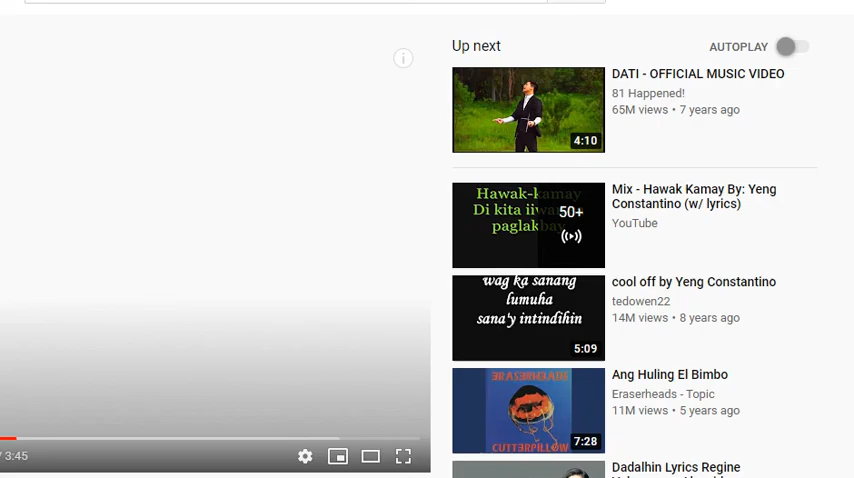 Up next
AUTOPLAY
DATI - OFFICIAL MUSIC VIDEO
81 Happened!
65M views • 7 years ago
4:10
Hawak-kamay
Di kita iiwan
paglakbay
50+
Mix - Hawak Kamay By: Yeng
Constantino (w/ lyrics)
YouTube
wag ka sanang
lumuha
sana'y intindihin
5:09
cool off by Yeng Constantino
tedowen22
14M views • 8 years ago
ERASERHEADS
CUTTERPILLOW
7:28
Ang Huling El Bimbo
Eraserheads - Topic
11M views • 5 years ago
/ 3:45
Dadalhin Lyrics Regine